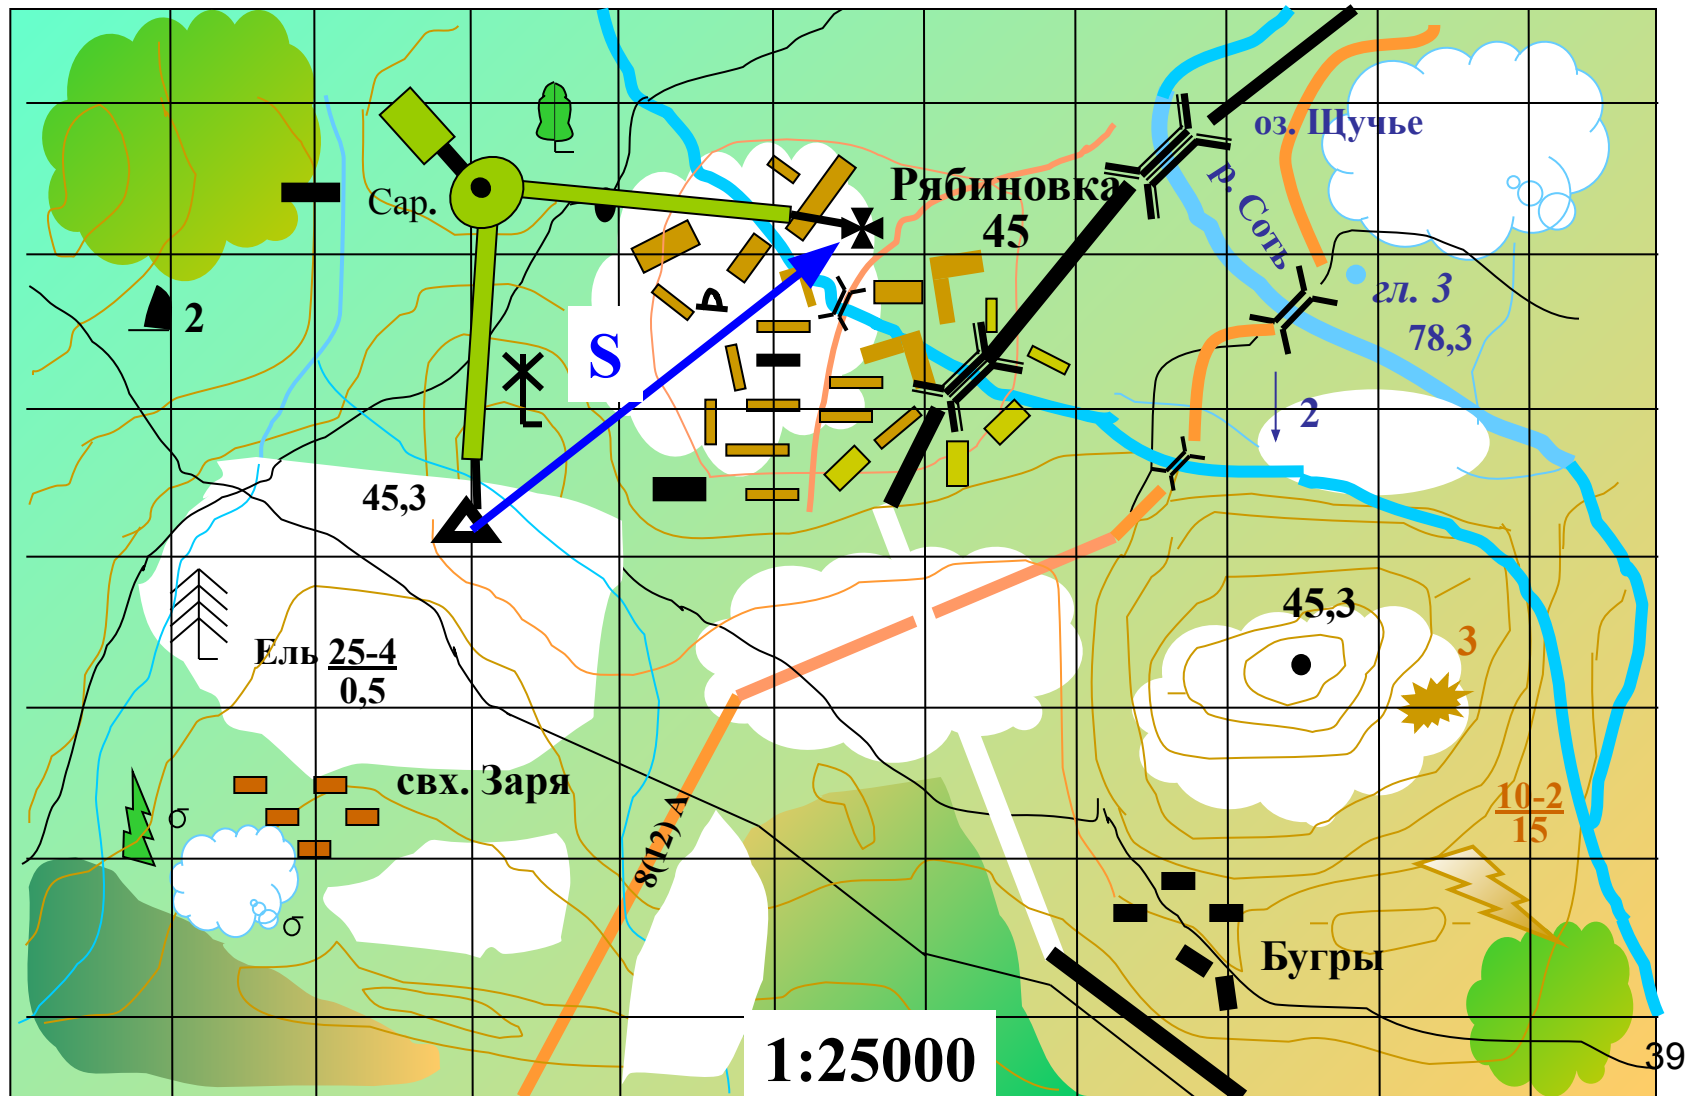 оз. Щучье
Рябиновка
45
Сар.
р. Соть
2
гл. 3
78,3
S
2
45,3
45,3
3
Ель 25-4
0,5
свх. Заря
10-2
15
8(12) А
σ
σ
Бугры
1:25000
39